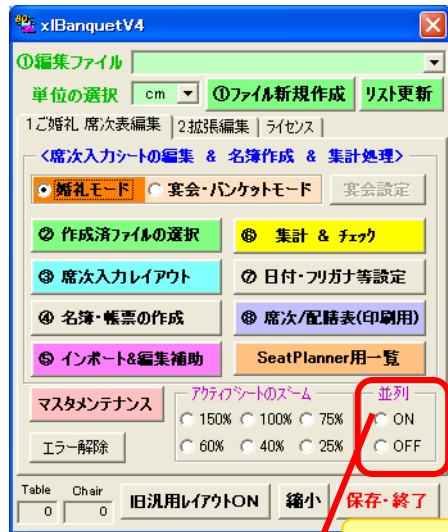 xlBanquetV4
①編集ファイル
単位の選択 cm ①ファイル新規作成 リスト更新
1ご婚礼 席次表編集 2拡張編集 ライセンス
<席次入力シートの編集 & 名簿作成 & 集計処理>
婚礼モード 宴会・バンケットモード 宴会設定
② 作成済ファイルの選択 ⑥ 集計 & チェック
③ 席次入力レイアウト ⑦ 日付・フリガナ等設定
④ 名簿・帳票の作成 ⑧ 席次/配膳表(印刷用)
⑤ インポート&編集補助 SeatPlanner用一覧
マスタメンテナンス アクティブシートのズーム 並列
150% 100% 75% ON
エラー解除 60% 40% 25% OFF
Table Chair
0 0 旧汎用レイアウトON 縮小 保存・終了